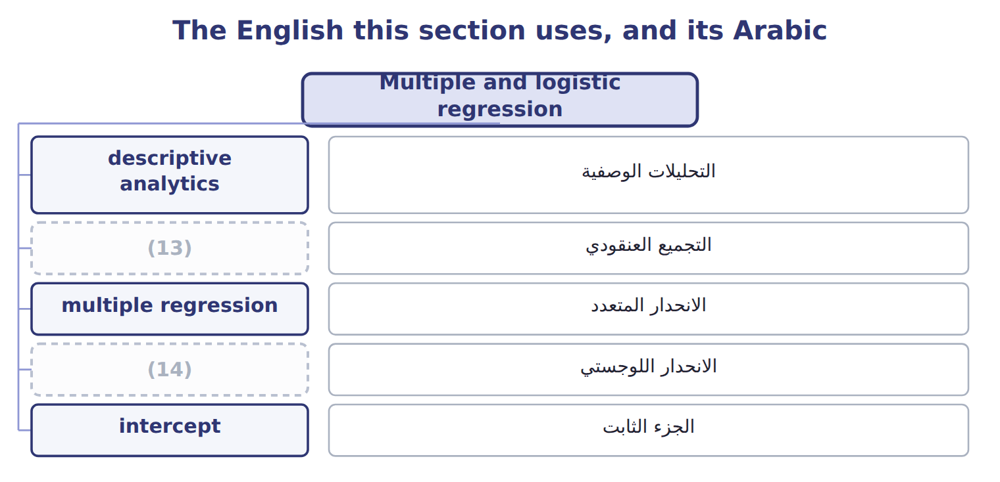 The English this section uses, and its Arabic
Multiple and logistic
regression
descriptive
analytics
التحليلات الوصفية
(13)
التجميع العنقودي
multiple regression
الانحدار المتعدد
(14)
الانحدار اللوجستي
intercept
الجزء الثابت